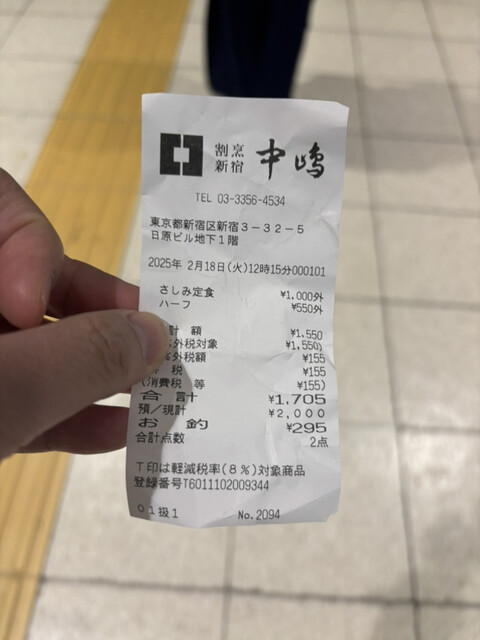 割烹
新宿 中嶋
TEL 03-3356-4534
東京都新宿区新宿3-32-5
日原ビル地下1階
2025年 2月18日(火)12時15分000101
さしみ定食 ¥1,000外
ハーフ ¥550外
計 額 ¥1,550
外税対象 ¥1,550)
外税額 ¥155
税 ¥155
(消費税 等 ¥155)
合 計 ¥1,705
預/現計 ¥2,000
お 釣 ¥295
合計点数 2点
T印は軽減税率(8%)対象商品
登録番号T6011102009344
01扱1 No.2094